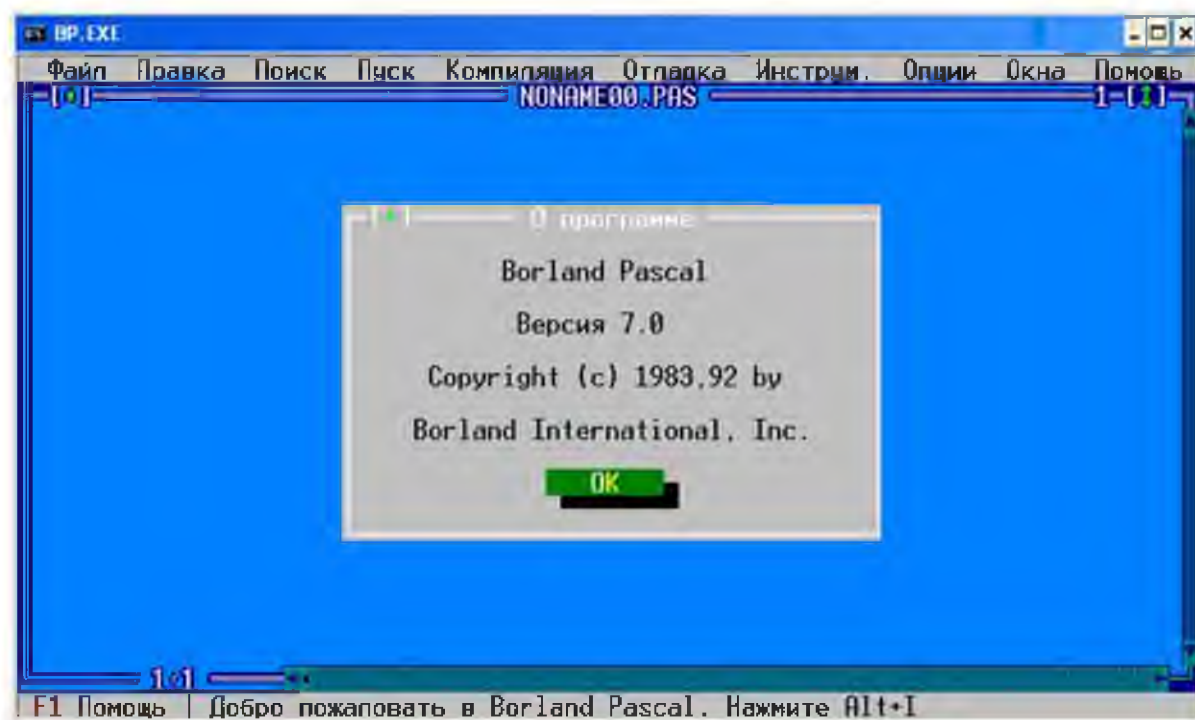 BP.EXE
Файл Правка Поиск Пуск Компиляция Отладка Инструм. Опции Окна Помощь
NONAME00.PAS 1
О программе
Borland Pascal
Версия 7.0
Copyright (c) 1983,92 by
Borland International, Inc.
OK
1:1
F1 Помощь | Добро пожаловать в Borland Pascal. Нажмите Alt+I